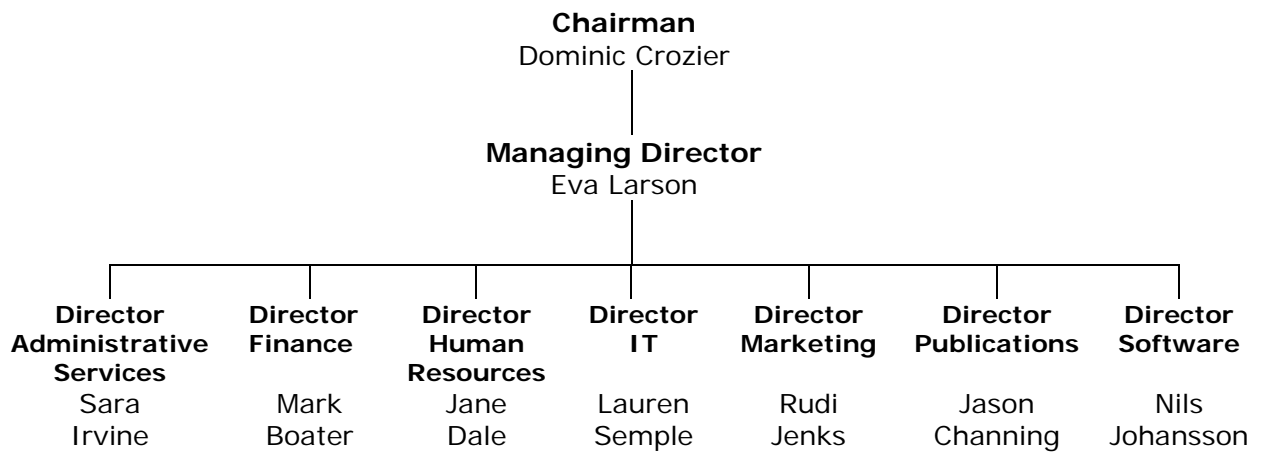 Chairman
Dominic Crozier
Managing Director
Eva Larson
Director
Administrative
Services
Sara
Irvine
Director
Finance
Mark
Boater
Director
Human
Resources
Jane
Dale
Director
IT
Lauren
Semple
Director
Marketing
Rudi
Jenks
Director
Publications
Jason
Channing
Director
Software
Nils
Johansson